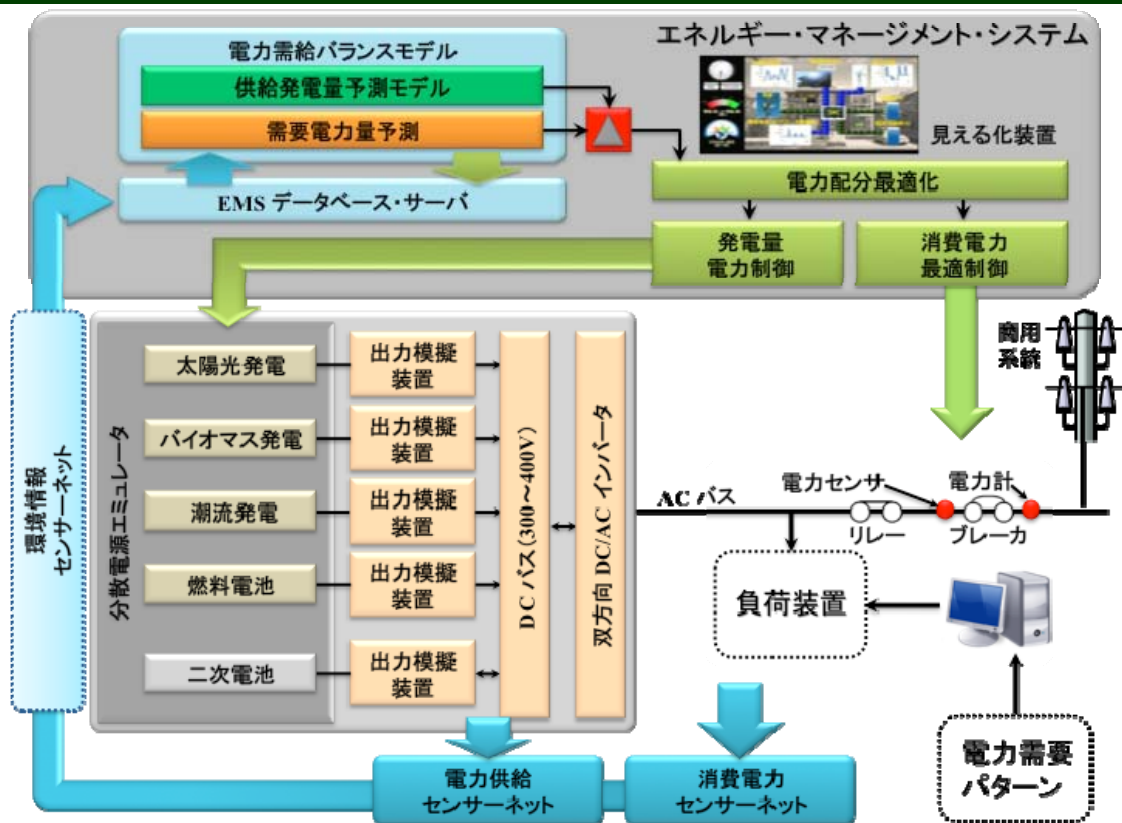 エネルギー・マネージメント・システム
電力需給バランスモデル
供給発電量予測モデル
需要電力量予測
見える化装置
EMS データベース・サーバ
電力配分最適化
発電量
電力制御
消費電力
最適制御
環境情報
センサーネット
分散電源エミュレータ
太陽光発電
出力模擬
装置
バイオマス発電
出力模擬
装置
潮流発電
出力模擬
装置
燃料電池
出力模擬
装置
二次電池
出力模擬
装置
DC バス(300~400V)
双方向 DC/AC インバータ
商用
系統
AC バス
電力センサ
電力計
リレー
ブレーカ
負荷装置
電力需要
パターン
電力供給
センサーネット
消費電力
センサーネット